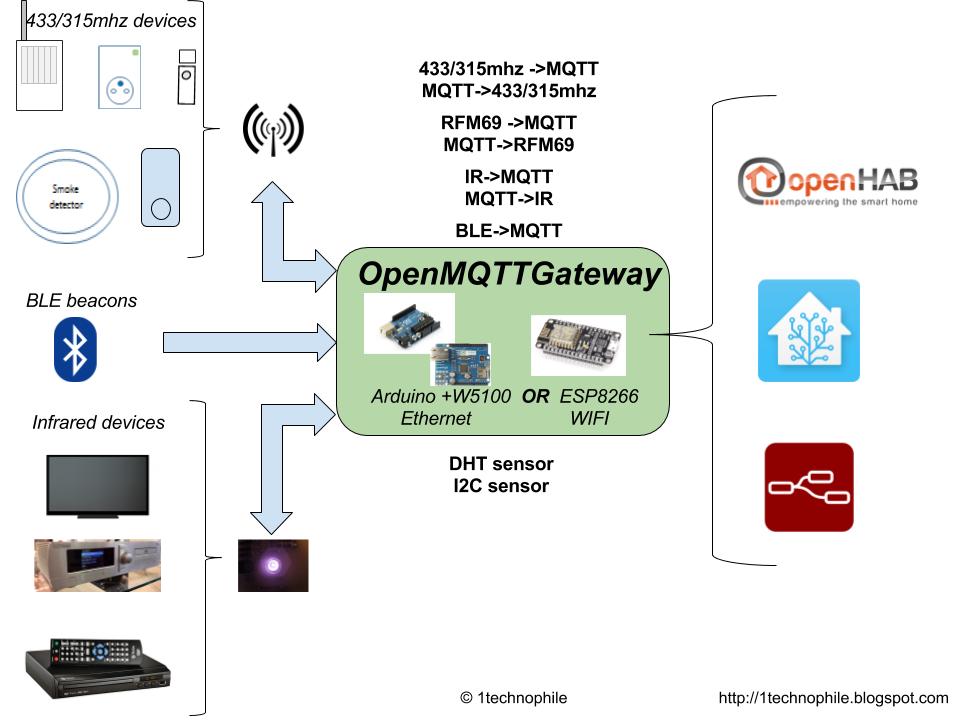 433/315mhz devices
Smoke
detector
BLE beacons
Infrared devices
433/315mhz ->MQTT
MQTT->433/315mhz
RFM69 ->MQTT
MQTT->RFM69
IR->MQTT
MQTT->IR
BLE->MQTT
OpenMQTTGateway
Arduino +W5100 OR ESP8266
Ethernet WIFI
DHT sensor
I2C sensor
openHAB
empowering the smart home
© 1technophile
http://1technophile.blogspot.com